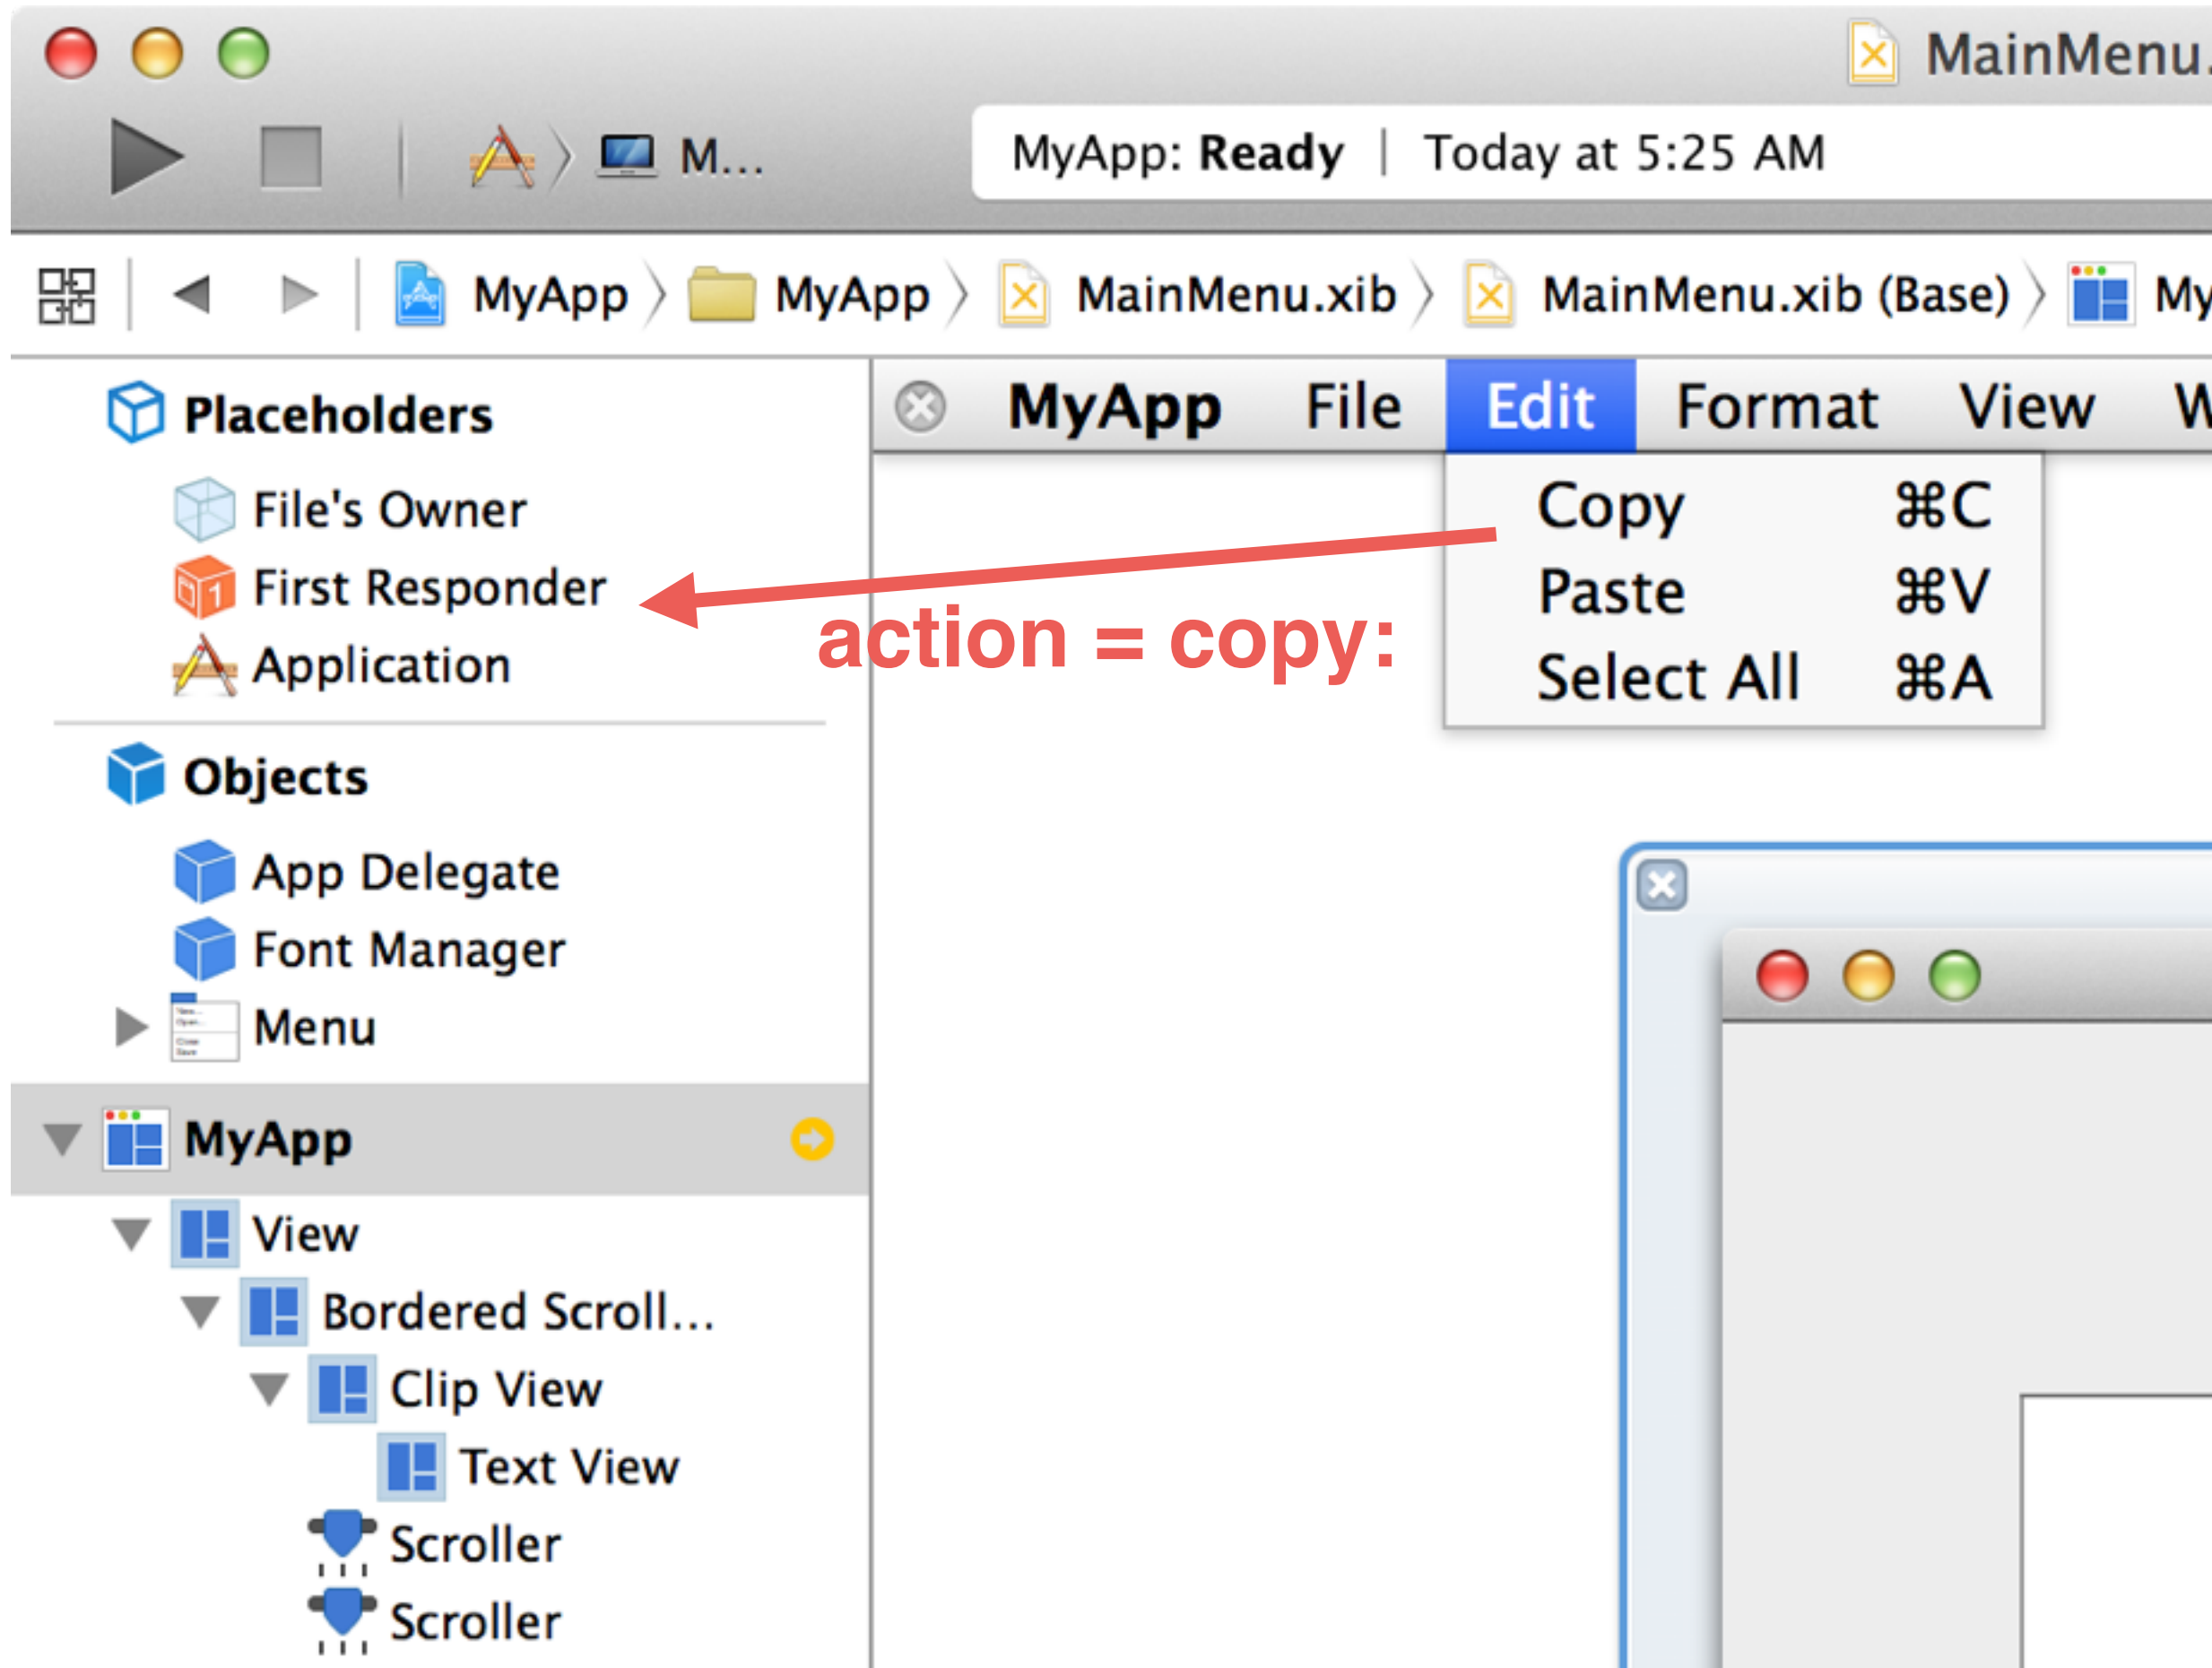 MainMenu.
M...
MyApp: Ready | Today at 5:25 AM
MyApp MyApp MainMenu.xib MainMenu.xib (Base) My
Placeholders
File's Owner
First Responder
Application
Objects
App Delegate
Font Manager
Menu
MyApp
View
Bordered Scroll...
Clip View
Text View
Scroller
Scroller
MyApp File Edit Format View W
Copy ⌘C
Paste ⌘V
Select All ⌘A
action = copy: